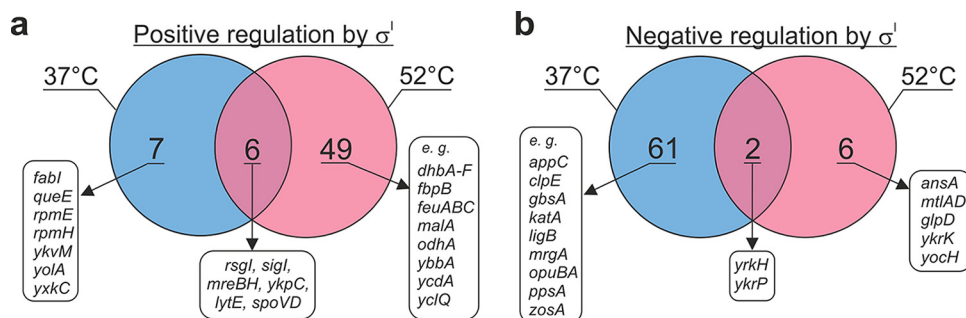 a
Positive regulation by σᴵ
37°C
52°C
7
6
49
fabI
queE
rpmE
rpmH
ykvM
yolA
yxkC
rsgI, sigI,
mreBH, ykpC,
lytE, spoVD
e. g.
dhbA-F
fbpB
feuABC
malA
odhA
ybbA
ycdA
yclQ
b
Negative regulation by σᴵ
37°C
52°C
61
2
6
e. g.
appC
clpE
gbsA
katA
ligB
mrgA
opuBA
ppsA
zosA
yrkH
ykrP
ansA
mtlAD
glpD
ykrK
yocH